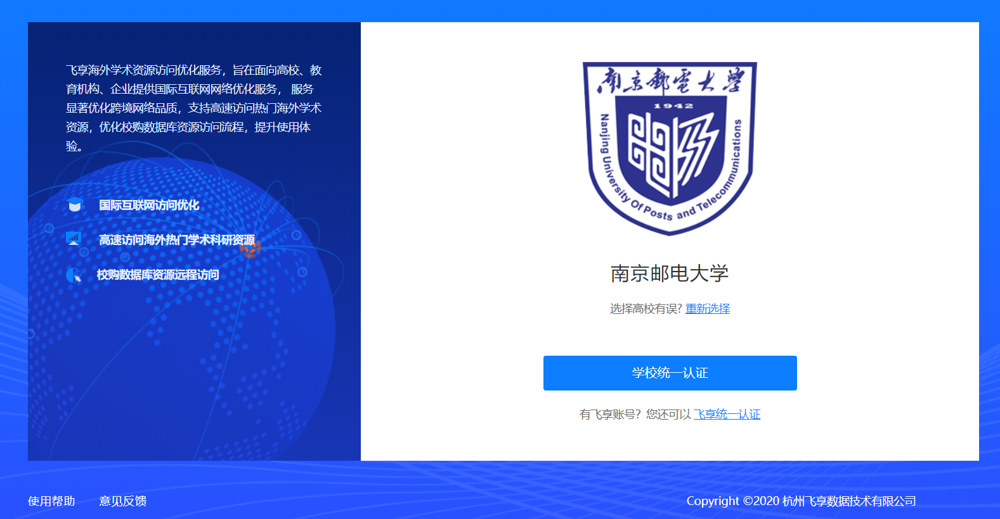 飞享海外学术资源访问优化服务，旨在面向高校、教
育机构、企业提供国际互联网网络优化服务， 服务
显著优化跨境网络品质，支持高速访问热门海外学术
资源，优化校购数据库资源访问流程，提升使用体
验。
国际互联网访问优化
高速访问海外热门学术科研资源
校购数据库资源远程访问
南京郵電大學
1942
Nanjing University Of Posts and Telecommunications
南京邮电大学
选择高校有误? 重新选择
学校统一认证
有飞享账号? 您还可以 飞享统一认证
使用帮助 意见反馈
Copyright ©2020 杭州飞享数据技术有限公司